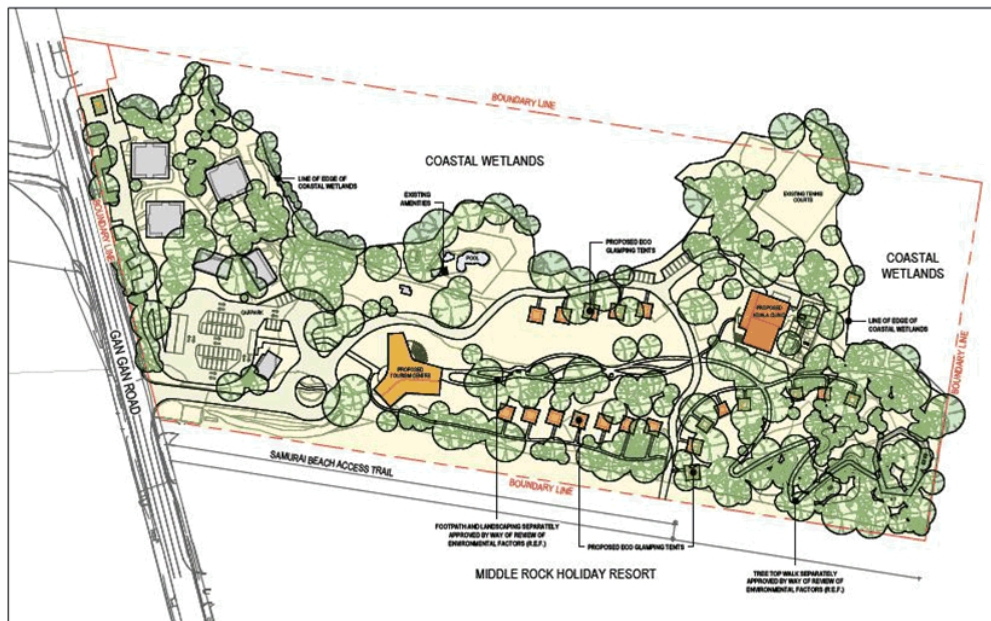 BOUNDARY LINE
COASTAL WETLANDS
LINE OF EDGE OF
COASTAL WETLANDS
EXISTING
AMENITIES
EXISTING TENNIS
COURTS
BOUNDARY LINE
PROPOSED ECO
GLAMPING TENTS
POOL
COASTAL
WETLANDS
CARPARK
PROPOSED
KOALA CLINIC
LINE OF EDGE OF
COASTAL WETLANDS
GAN GAN ROAD
PROPOSED
TOURISM CENTRE
BOUNDARY LINE
SAMURAI BEACH ACCESS TRAIL
BOUNDARY LINE
FOOTPATH AND LANDSCAPING SEPARATELY
APPROVED BY WAY OF REVIEW OF
ENVIRONMENTAL FACTORS (R.E.F.)
PROPOSED ECO GLAMPING TENTS
MIDDLE ROCK HOLIDAY RESORT
TREE TOP WALK SEPARATELY
APPROVED BY WAY OF REVIEW OF
ENVIRONMENTAL FACTORS (R.E.F.)